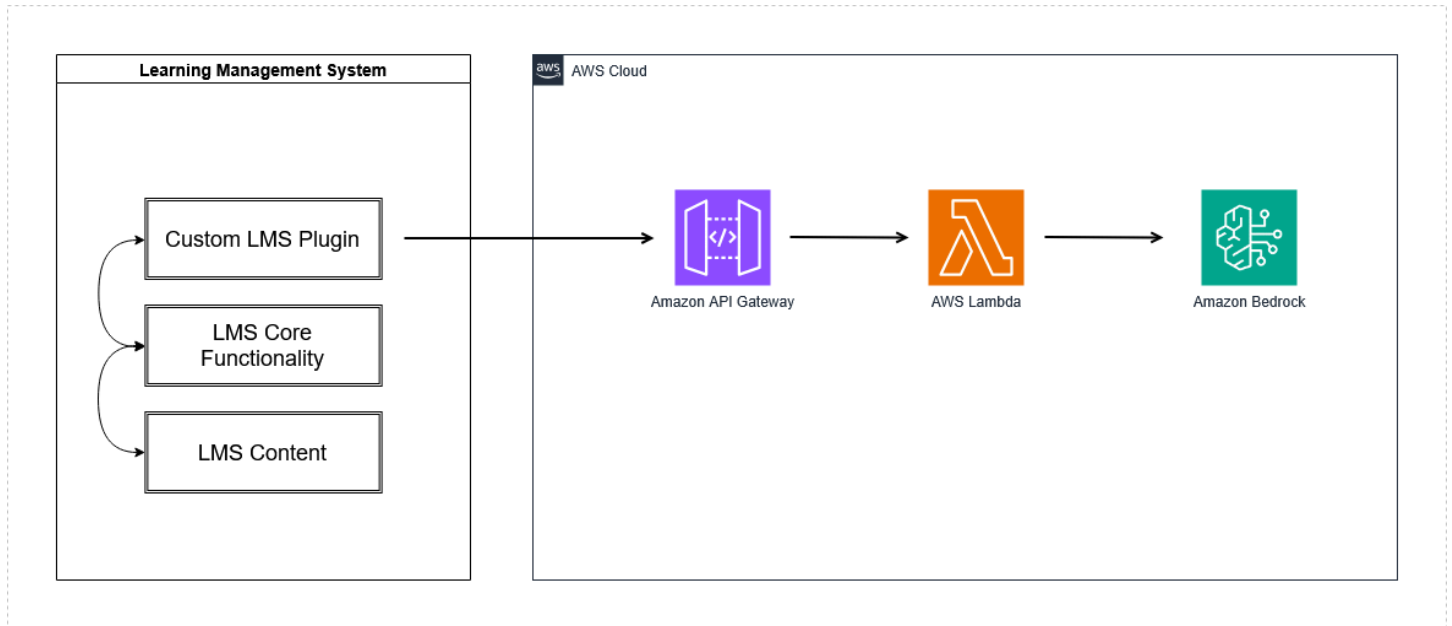 Learning Management System
aws
AWS Cloud
Custom LMS Plugin
LMS Core
Functionality
LMS Content
</>
Amazon API Gateway
AWS Lambda
Amazon Bedrock